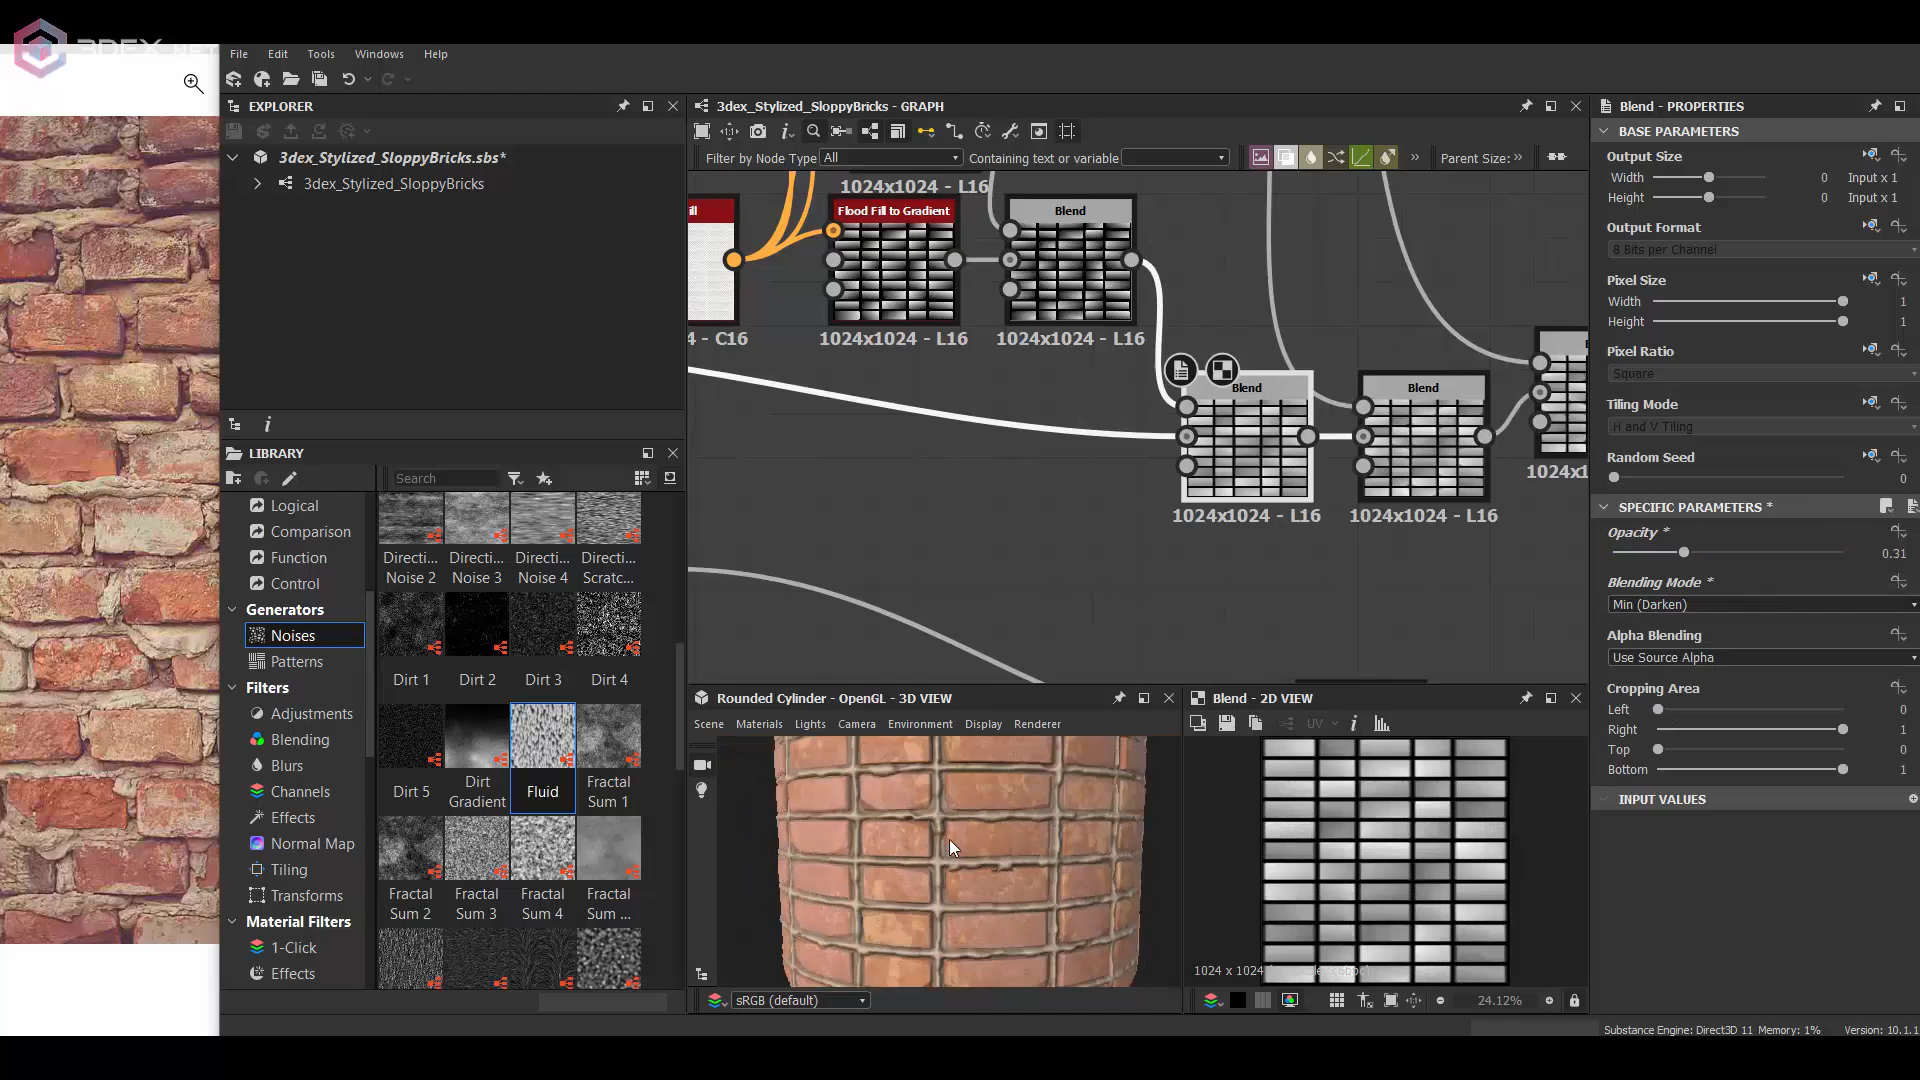 3DEX.NET
File Edit Tools Windows Help
EXPLORER
3dex_Stylized_SloppyBricks.sbs*
3dex_Stylized_SloppyBricks
LIBRARY
Search
Logical
Comparison
Function
Control
Generators
Noises
Patterns
Filters
Adjustments
Blending
Blurs
Channels
Effects
Normal Map
Tiling
Transforms
Material Filters
1-Click
Effects
Directi... Directi... Directi... Directi...
Noise 2 Noise 3 Noise 4 Scratc...
Dirt 1 Dirt 2 Dirt 3 Dirt 4
Dirt 5 Dirt Gradient Fluid Fractal Sum 1
Fractal Fractal Fractal Fractal
Sum 2 Sum 3 Sum 4 Sum ...
3dex_Stylized_SloppyBricks - GRAPH
Filter by Node Type All Containing text or variable Parent Size: »
1024x1024 - L16
ill Flood Fill to Gradient Blend
4 - C16 1024x1024 - L16 1024x1024 - L16
Blend Blend
1024x1024 - L16 1024x1024 - L16 1024x1
Rounded Cylinder - OpenGL - 3D VIEW
Scene Materials Lights Camera Environment Display Renderer
sRGB (default)
Blend - 2D VIEW
UV
1024 x 1024
24.12%
Blend - PROPERTIES
BASE PARAMETERS
Output Size
Width 0 Input x 1
Height 0 Input x 1
Output Format
8 Bits per Channel
Pixel Size
Width 1
Height 1
Pixel Ratio
Square
Tiling Mode
H and V Tiling
Random Seed
0
SPECIFIC PARAMETERS *
Opacity *
0.31
Blending Mode *
Min (Darken)
Alpha Blending
Use Source Alpha
Cropping Area
Left 0
Right 1
Top 0
Bottom 1
INPUT VALUES
Substance Engine: Direct3D 11 Memory: 1% Version: 10.1.1